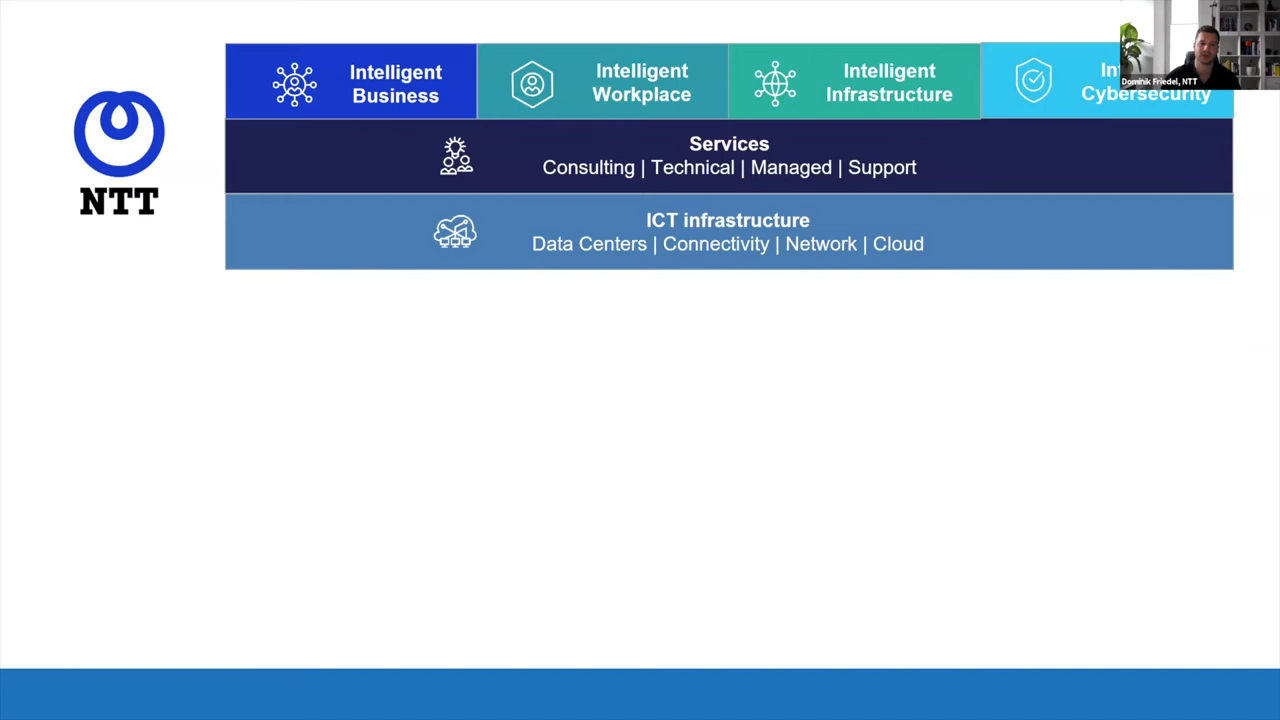 Intelligent
Business
Intelligent
Workplace
Intelligent
Infrastructure
Cybersecurity
Dominik Friedel, NTT
NTT
Services
Consulting | Technical | Managed | Support
ICT infrastructure
Data Centers | Connectivity | Network | Cloud